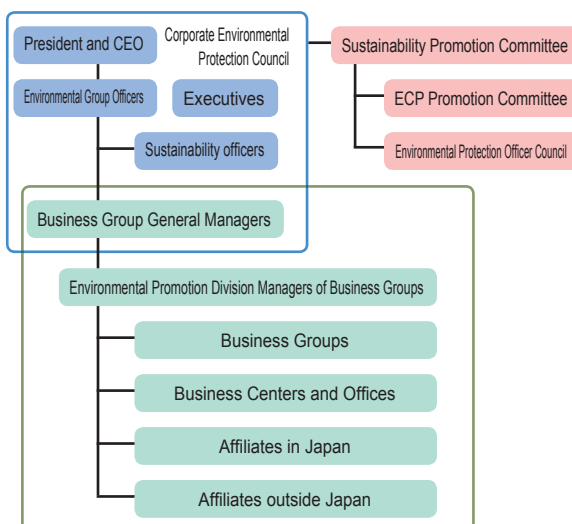 President and CEO
Corporate Environmental
Protection Council
Sustainability Promotion Committee
Environmental Group Officers
Executives
ECP Promotion Committee
Sustainability officers
Environmental Protection Officer Council
Business Group General Managers
Environmental Promotion Division Managers of Business Groups
Business Groups
Business Centers and Offices
Affiliates in Japan
Affiliates outside Japan